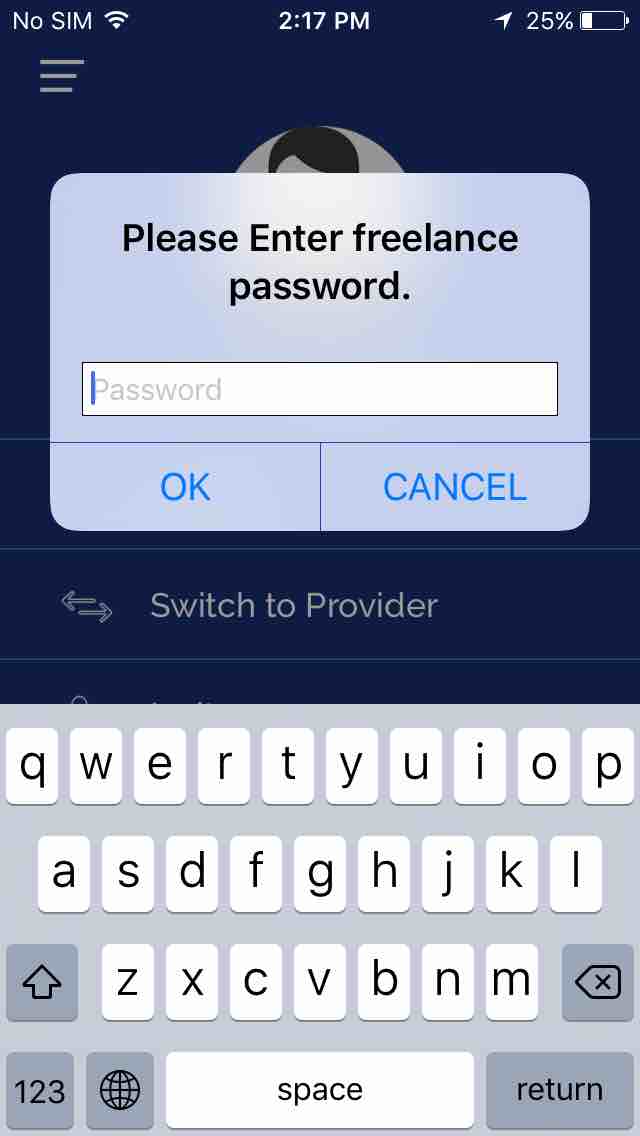 No SIM 2:17 PM 25%
Please Enter freelance
password.
Password
OK CANCEL
Switch to Provider
q w e r t y u i o p
a s d f g h j k l
z x c v b n m
123 space return